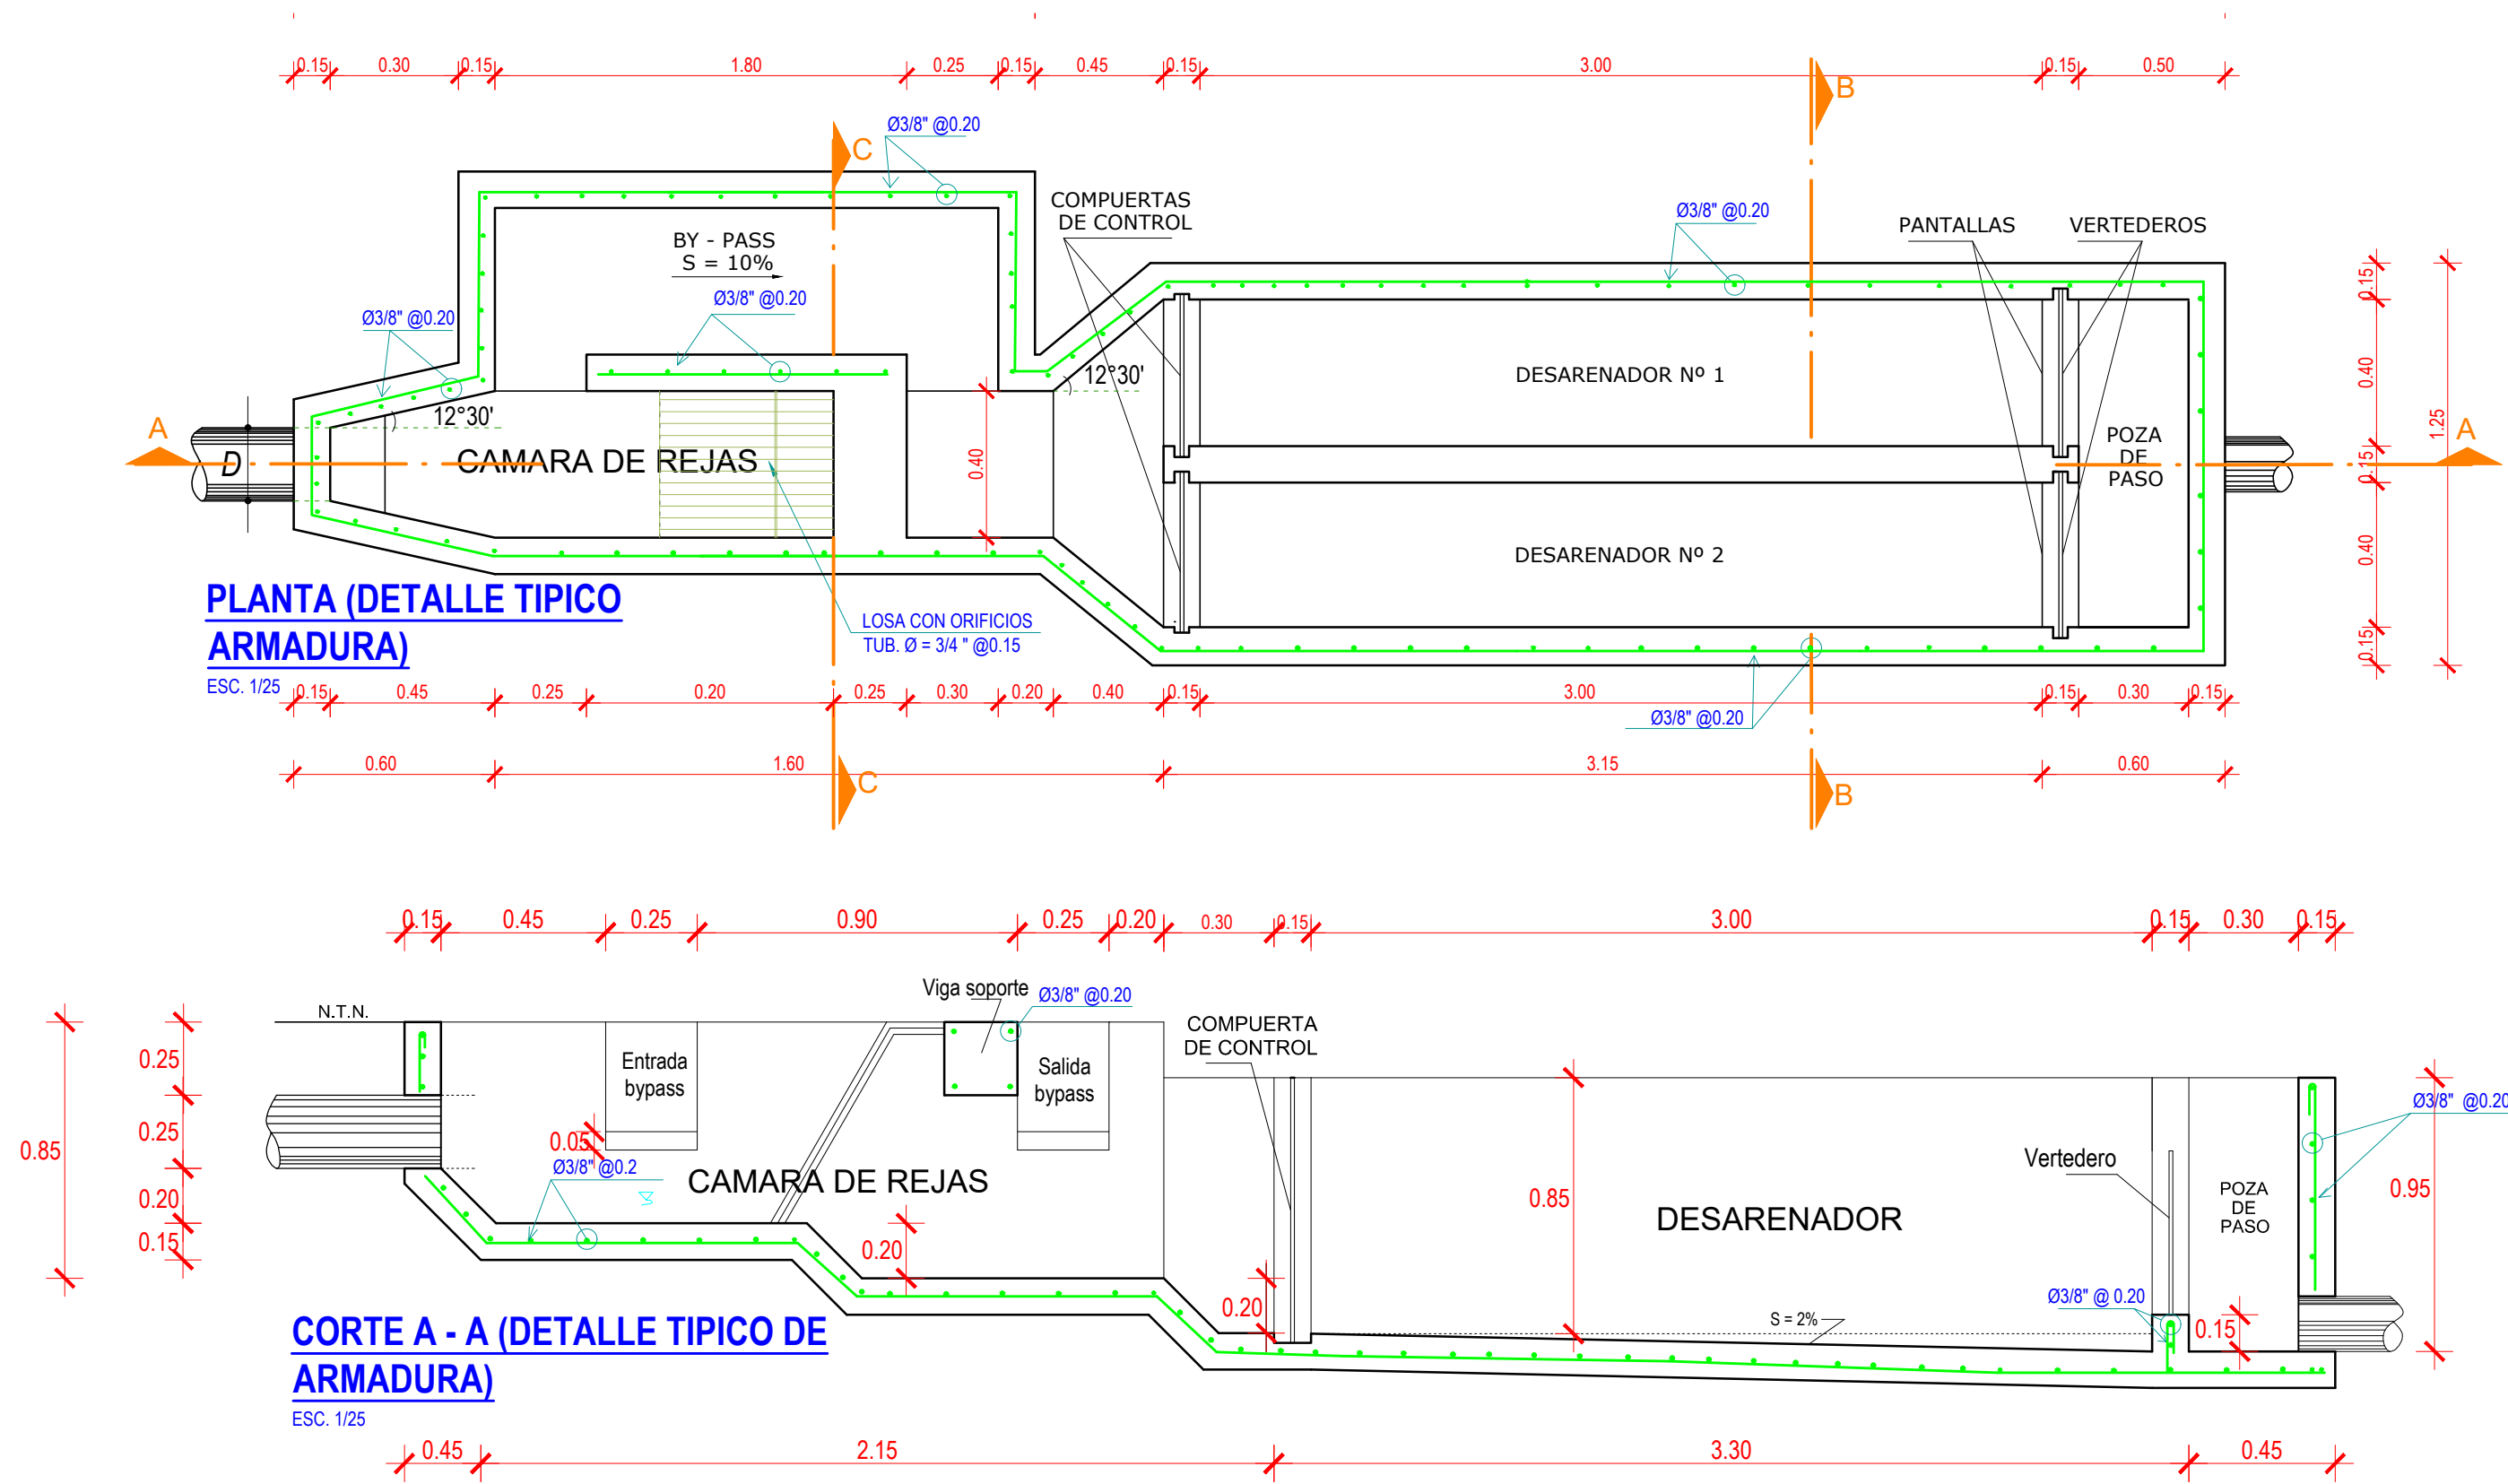 0.15 0.30 0.15 1.80 0.25 0.15 0.45 0.15 3.00 0.15 0.50
B
Ø3/8" @0.20
C
COMPUERTAS
DE CONTROL
Ø3/8" @0.20
PANTALLAS
VERTEDEROS
BY - PASS
S = 10%
Ø3/8" @0.20
Ø3/8" @0.20
0.15
12°30'
12°30'
DESARENADOR Nº 1
0.40
1.25
A
D
CAMARA DE REJAS
0.40
POZA
DE
PASO
0.15
A
DESARENADOR Nº 2
0.40
PLANTA (DETALLE TIPICO
ARMADURA)
ESC. 1/25
LOSA CON ORIFICIOS
TUB. Ø = 3/4 " @0.15
0.15
0.15 0.45 0.25 0.20 0.25 0.30 0.20 0.40 0.15 3.00 0.15 0.30 0.15
Ø3/8" @0.20
0.60 1.60 3.15 0.60
C
B
0.15 0.45 0.25 0.90 0.25 0.20 0.30 0.15 3.00 0.15 0.30 0.15
N.T.N.
Viga soporte
Ø3/8" @0.20
COMPUERTA
DE CONTROL
0.25
Entrada
bypass
Salida
bypass
Ø3/8" @0.20
0.85
0.25
0.05
Ø3/8" @0.2
CAMARA DE REJAS
0.20
0.15
0.20
0.85
DESARENADOR
Vertedero
POZA
DE
PASO
0.95
0.20
S = 2%
Ø3/8" @ 0.20
0.15
CORTE A - A (DETALLE TIPICO DE
ARMADURA)
ESC. 1/25
0.45 2.15 3.30 0.45